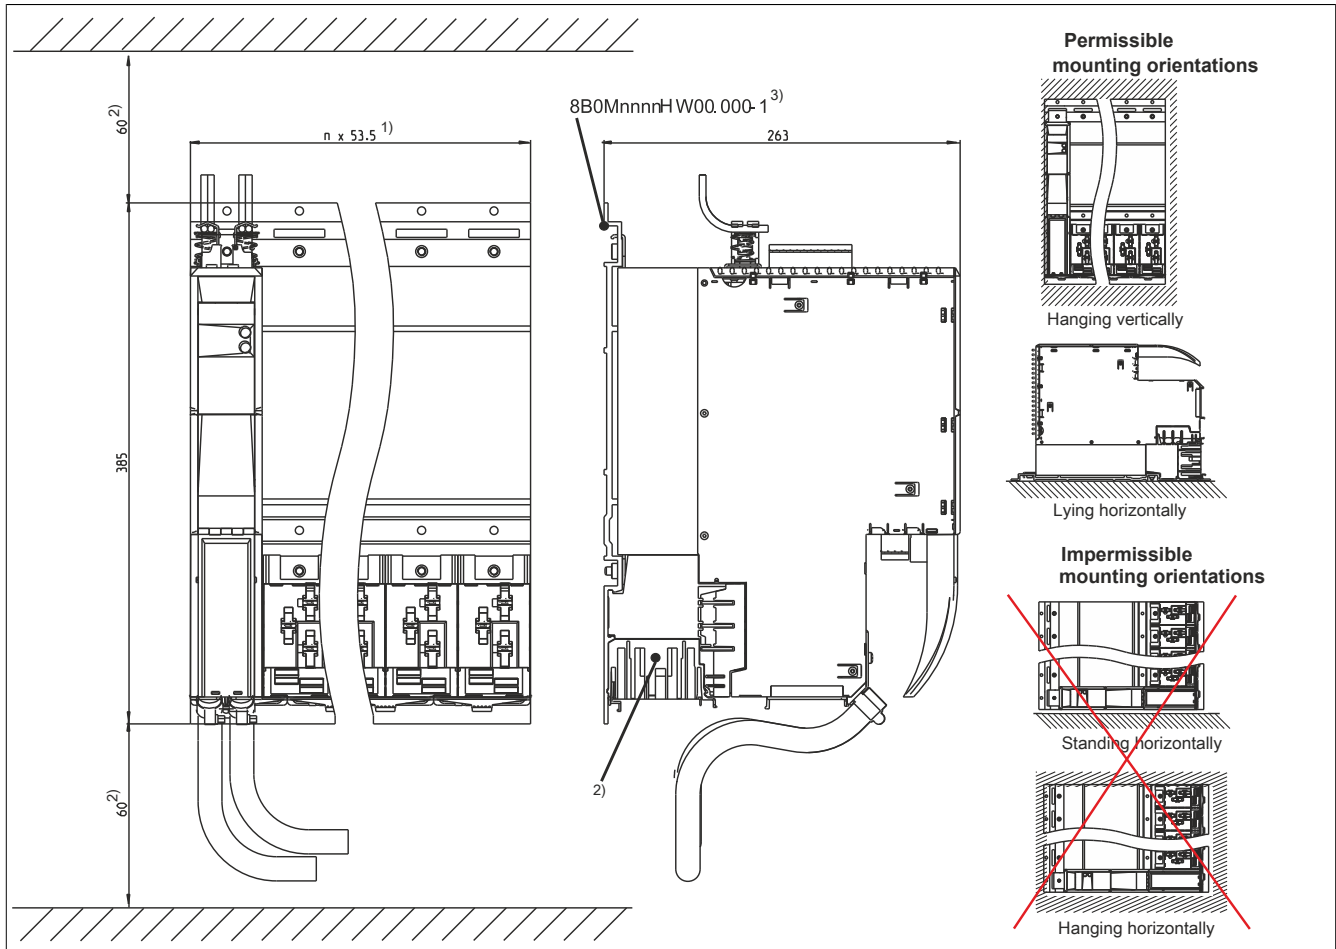 60 2)
n x 53.5 1)
385
60 2)
8B0MnnnnHW00.000-1 3)
263
2)
Permissible
mounting orientations
Hanging vertically
Lying horizontally
Impermissible
mounting orientations
Standing horizontally
Hanging horizontally